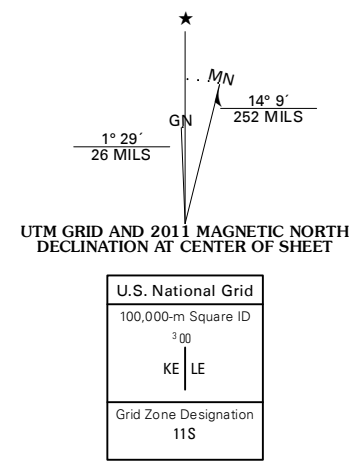 ★
MN
GN
14° 9´
252 MILS
1° 29´
26 MILS
UTM GRID AND 2011 MAGNETIC NORTH
DECLINATION AT CENTER OF SHEET
U.S. National Grid
100,000-m Square ID
³00
KE LE
Grid Zone Designation
11S